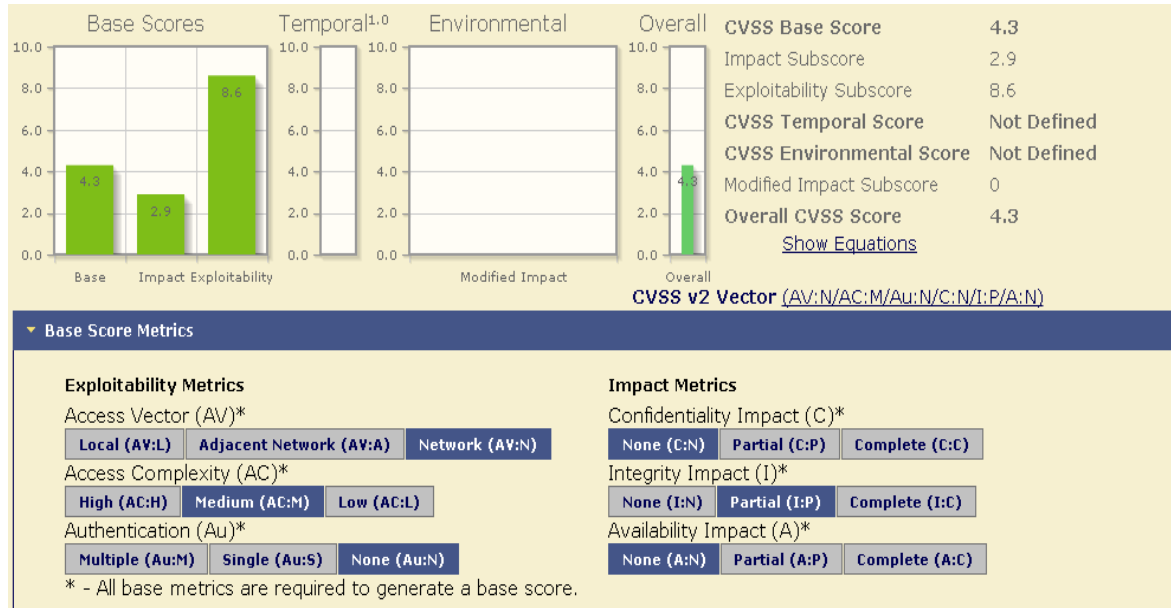 Base Scores
Temporal1.0
Environmental
Overall
10.0
8.0
6.0
4.0
2.0
0.0
4.3
2.9
8.6
Base
Impact
Exploitability
10.0
8.0
6.0
4.0
2.0
0.0
10.0
8.0
6.0
4.0
2.0
0.0
Modified Impact
10.0
8.0
6.0
4.0
2.0
0.0
4.3
Overall
CVSS Base Score 4.3
Impact Subscore 2.9
Exploitability Subscore 8.6
CVSS Temporal Score Not Defined
CVSS Environmental Score Not Defined
Modified Impact Subscore 0
Overall CVSS Score 4.3
Show Equations
CVSS v2 Vector (AV:N/AC:M/Au:N/C:N/I:P/A:N)
Base Score Metrics
Exploitability Metrics
Access Vector (AV)*
Local (AV:L) Adjacent Network (AV:A) Network (AV:N)
Access Complexity (AC)*
High (AC:H) Medium (AC:M) Low (AC:L)
Authentication (Au)*
Multiple (Au:M) Single (Au:S) None (Au:N)
* - All base metrics are required to generate a base score.
Impact Metrics
Confidentiality Impact (C)*
None (C:N) Partial (C:P) Complete (C:C)
Integrity Impact (I)*
None (I:N) Partial (I:P) Complete (I:C)
Availability Impact (A)*
None (A:N) Partial (A:P) Complete (A:C)